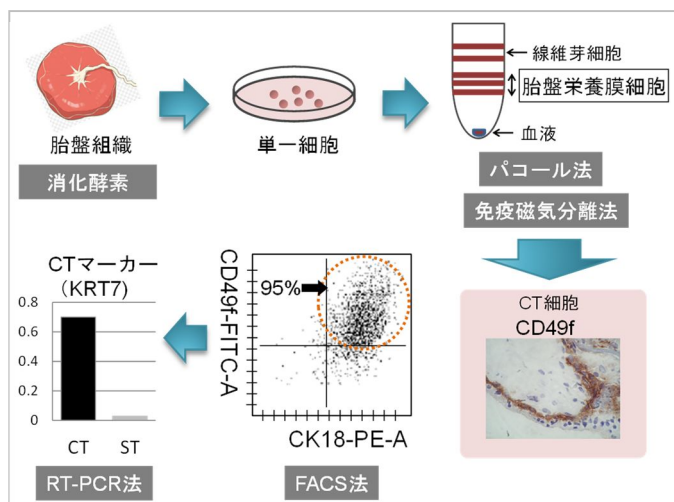 胎盤組織
消化酵素
単一細胞
線維芽細胞
胎盤栄養膜細胞
血液
パコール法
免疫磁気分離法
CT細胞
CD49f
CD49f-FITC-A
95%
CK18-PE-A
FACS法
CTマーカー
（KRT7)
0.8
0.6
0.4
0.2
0
CT
ST
RT-PCR法